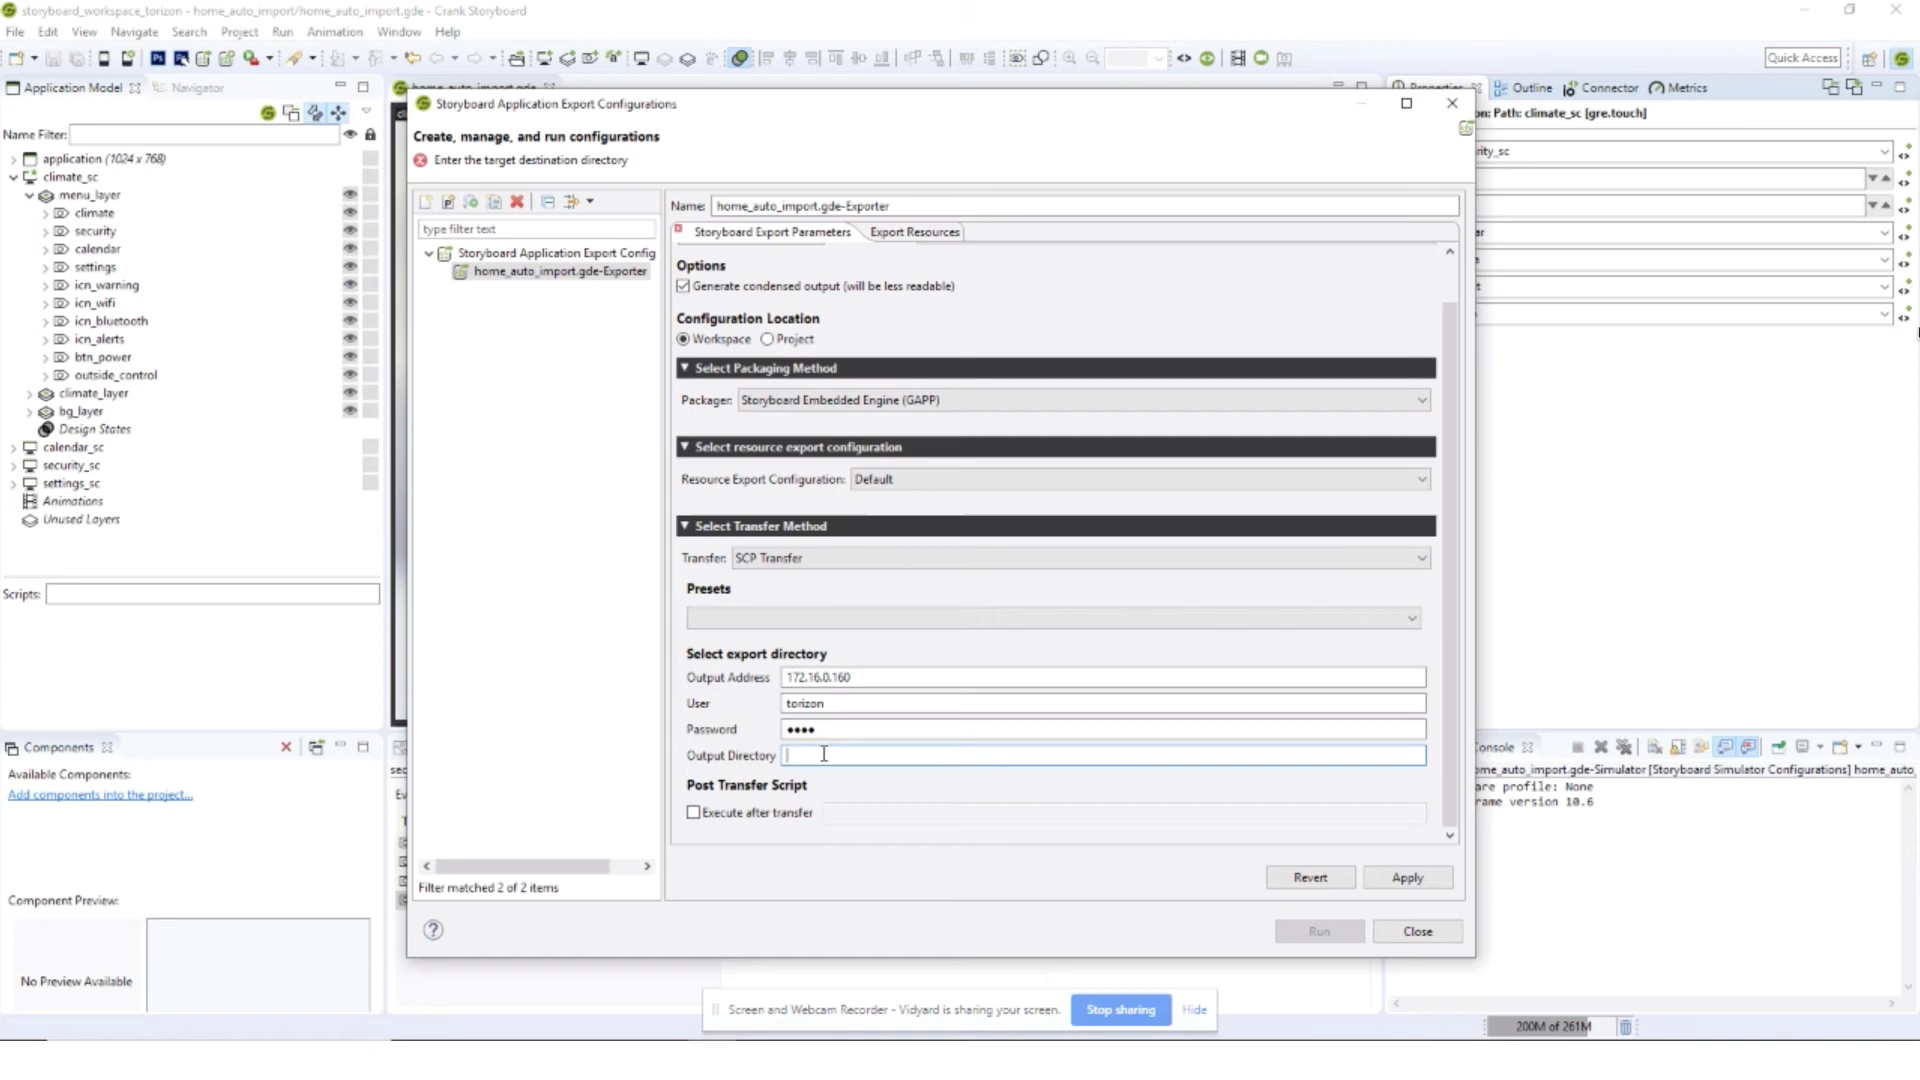 storyboard_workspace_torizon - home_auto_import/home_auto_import.gde - Crank Storyboard
File Edit View Navigate Search Project Run Animation Window Help
Quick Access
Application Model Navigator
home_auto_import.gde
Properties Outline Connector Metrics
Name Filter:
on: Path: climate_sc [gre.touch]
application (1024 x 768)
climate_sc
menu_layer
climate
security
calendar
settings
icn_warning
icn_wifi
icn_bluetooth
icn_alerts
btn_power
outside_control
climate_layer
bg_layer
Design States
calendar_sc
security_sc
settings_sc
Animations
Unused Layers
Scripts:
Components
Available Components:
Add components into the project...
Component Preview:
No Preview Available
Storyboard Application Export Configurations
Create, manage, and run configurations
Enter the target destination directory
type filter text
Storyboard Application Export Config
home_auto_import.gde-Exporter
Filter matched 2 of 2 items
Name: home_auto_import.gde-Exporter
Storyboard Export Parameters Export Resources
Options
Generate condensed output (will be less readable)
Configuration Location
Workspace Project
Select Packaging Method
Packager: Storyboard Embedded Engine (GAPP)
Select resource export configuration
Resource Export Configuration: Default
Select Transfer Method
Transfer: SCP Transfer
Presets
Select export directory
Output Address 172.16.0.160
User torizon
Password ••••
Output Directory
Post Transfer Script
Execute after transfer
Revert Apply
Run Close
rity_sc
ar
Console
ome_auto_import.gde-Simulator [Storyboard Simulator Configurations] home_auto_
are profile: None
rame version 10.6
Screen and Webcam Recorder - Vidyard is sharing your screen. Stop sharing Hide
200M of 261M